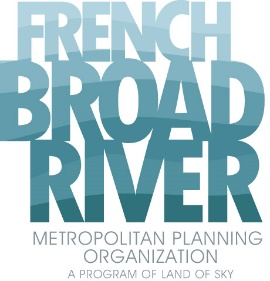 FRENCH
BROAD
RIVER
METROPOLITAN PLANNING
ORGANIZATION
A PROGRAM OF LAND OF SKY